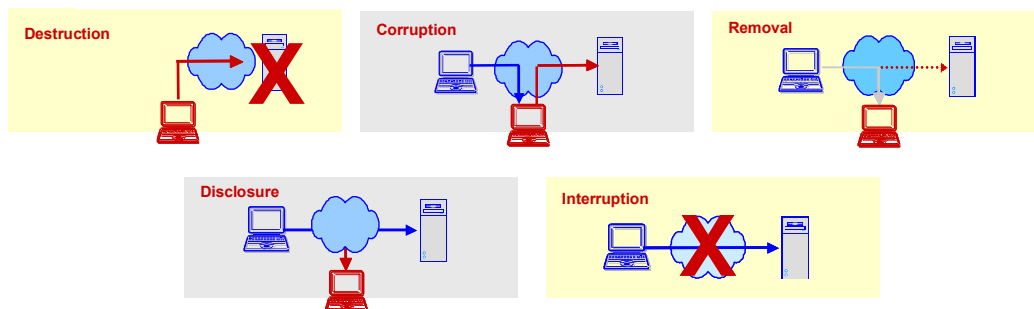 Destruction
Corruption
Removal
Disclosure
Interruption